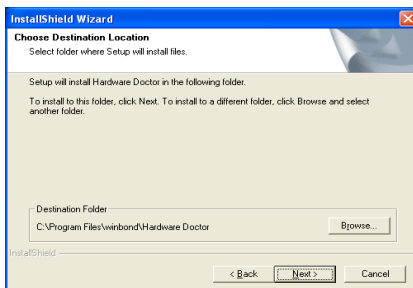 InstallShield Wizard
Choose Destination Location
Select folder where Setup will install files.
Setup will install Hardware Doctor in the following folder.
To install to this folder, click Next. To install to a different folder, click Browse and select
another folder.
Destination Folder
C:\Program Files\winbond\Hardware Doctor
Browse...
InstallShield
< Back
Next >
Cancel